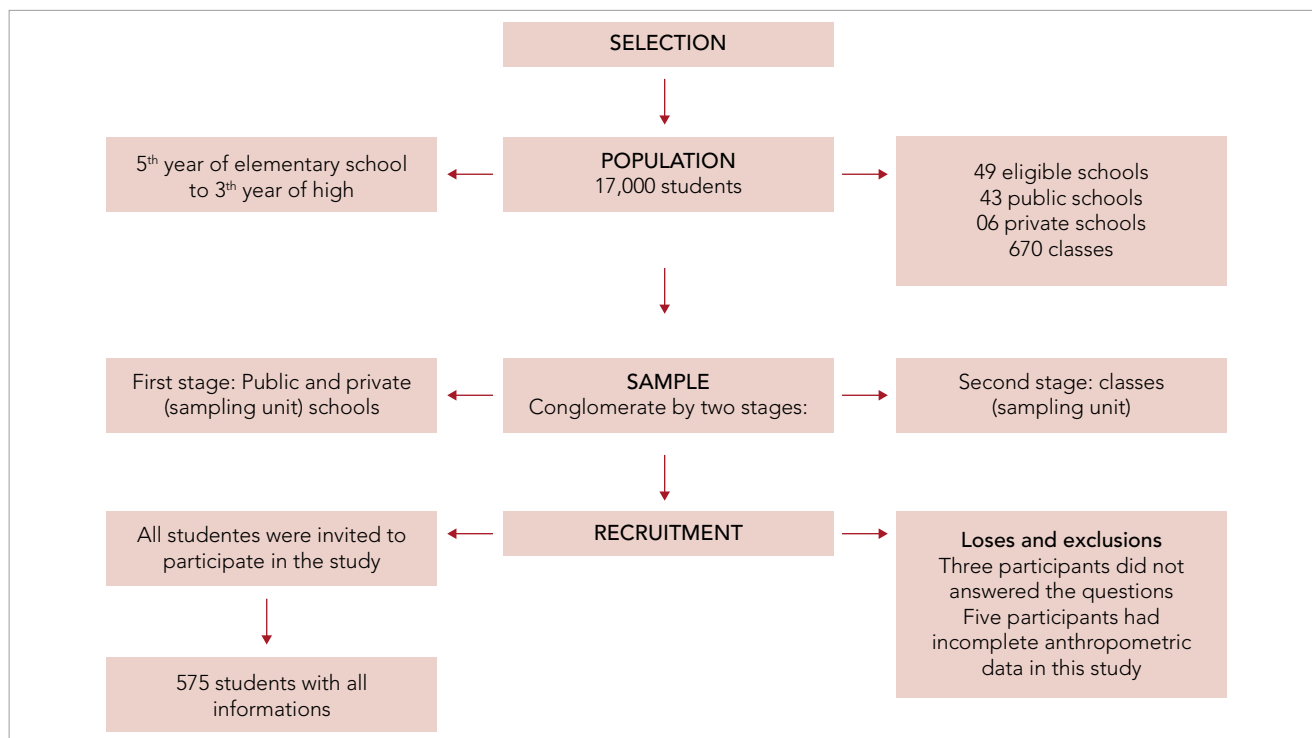 SELECTION
5th year of elementary school
to 3th year of high
POPULATION
17,000 students
49 eligible schools
43 public schools
06 private schools
670 classes
First stage: Public and private
(sampling unit) schools
SAMPLE
Conglomerate by two stages:
Second stage: classes
(sampling unit)
All studentes were invited to
participate in the study
RECRUITMENT
Loses and exclusions
Three participants did not
answered the questions
Five participants had
incomplete anthropometric
data in this study
575 students with all
informations